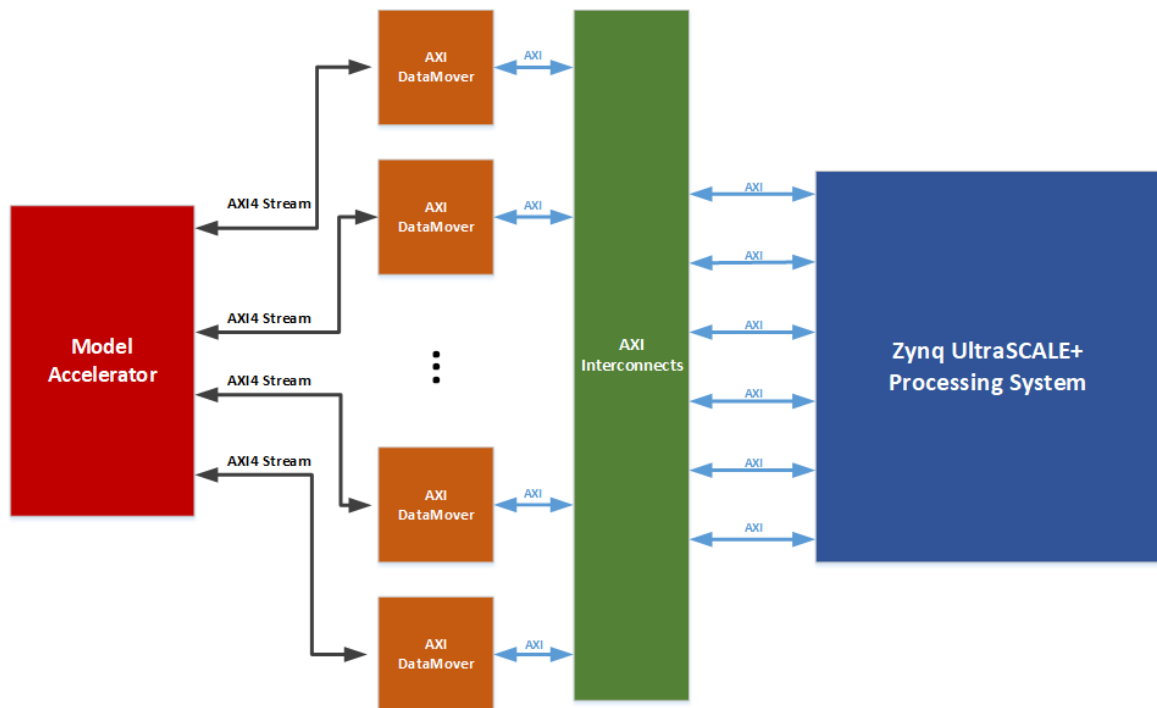 AXI
DataMover
AXI
AXI4 Stream
AXI
DataMover
AXI
AXI4 Stream
AXI4 Stream
AXI
DataMover
AXI
AXI4 Stream
AXI
DataMover
AXI
Model
Accelerator
AXI
Interconnects
AXI
AXI
AXI
AXI
AXI
AXI
Zynq UltraSCALE+
Processing System